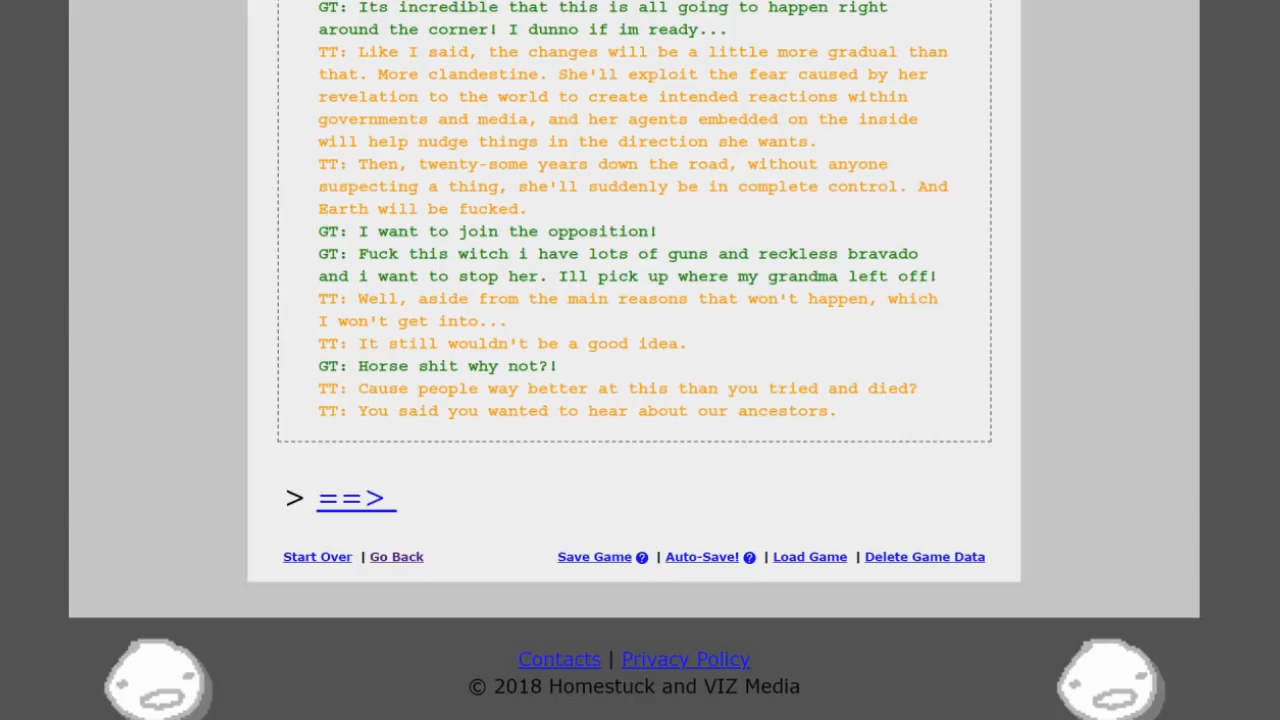 GT: Its incredible that this is all going to happen right
around the corner! I dunno if im ready...
TT: Like I said, the changes will be a little more gradual than
that. More clandestine. She'll exploit the fear caused by her
revelation to the world to create intended reactions within
governments and media, and her agents embedded on the inside
will help nudge things in the direction she wants.
TT: Then, twenty-some years down the road, without anyone
suspecting a thing, she'll suddenly be in complete control. And
Earth will be fucked.
GT: I want to join the opposition!
GT: Fuck this witch i have lots of guns and reckless bravado
and i want to stop her. Ill pick up where my grandma left off!
TT: Well, aside from the main reasons that won't happen, which
I won't get into...
TT: It still wouldn't be a good idea.
GT: Horse shit why not?!
TT: Cause people way better at this than you tried and died?
TT: You said you wanted to hear about our ancestors.
> ==>
Start Over | Go Back Save Game ? | Auto-Save! ? | Load Game | Delete Game Data
Contacts | Privacy Policy
© 2018 Homestuck and VIZ Media